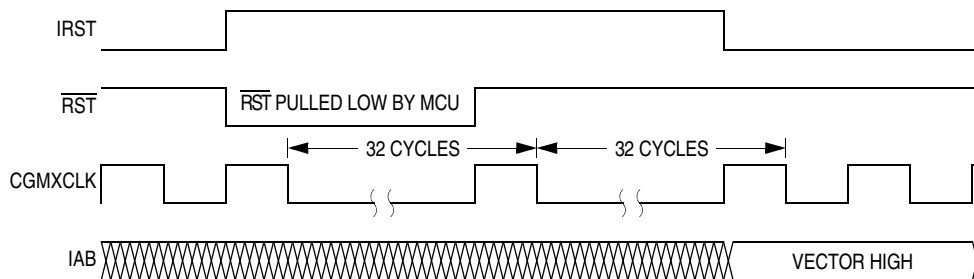 IRST
RST
RST PULLED LOW BY MCU
32 CYCLES
32 CYCLES
CGMXCLK
IAB
VECTOR HIGH